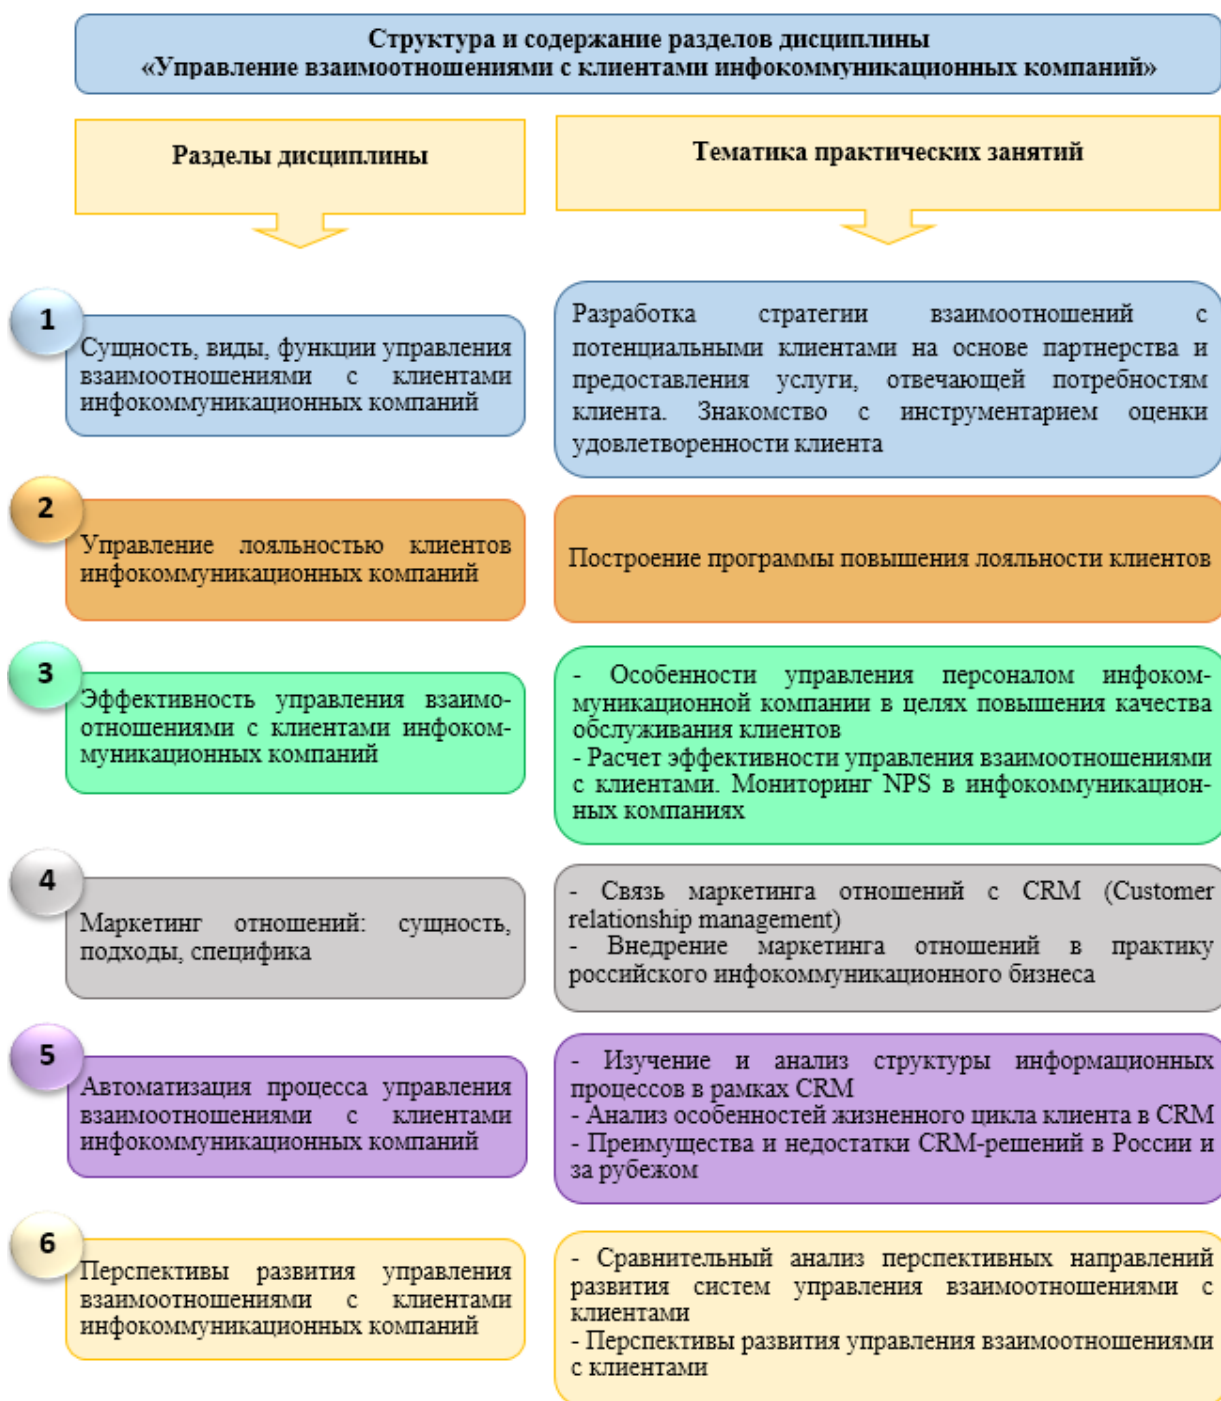 Структура и содержание разделов дисциплины
«Управление взаимоотношениями с клиентами инфокоммуникационных компаний»
Разделы дисциплины
Тематика практических занятий
1
Сущность, виды, функции управления
взаимоотношениями с клиентами
инфокоммуникационных компаний
Разработка стратегии взаимоотношений с
потенциальными клиентами на основе партнерства и
предоставления услуги, отвечающей потребностям
клиента. Знакомство с инструментарием оценки
удовлетворенности клиента
2
Управление лояльностью клиентов
инфокоммуникационных компаний
Построение программы повышения лояльности клиентов
3
Эффективность управления взаимо-
отношениями с клиентами инфоком-
муникационных компаний
- Особенности управления персоналом инфоком-
муникационной компании в целях повышения качества
обслуживания клиентов
- Расчет эффективности управления взаимоотношениями
с клиентами. Мониторинг NPS в инфокоммуникацион-
ных компаниях
4
Маркетинг отношений: сущность,
подходы, специфика
- Связь маркетинга отношений с CRM (Customer
relationship management)
- Внедрение маркетинга отношений в практику
российского инфокоммуникационного бизнеса
5
Автоматизация процесса управления
взаимоотношениями с клиентами
инфокоммуникационных компаний
- Изучение и анализ структуры информационных
процессов в рамках CRM
- Анализ особенностей жизненного цикла клиента в CRM
- Преимущества и недостатки CRM-решений в России и
за рубежом
6
Перспективы развития управления
взаимоотношениями с клиентами
инфокоммуникационных компаний
- Сравнительный анализ перспективных направлений
развития систем управления взаимоотношениями с
клиентами
- Перспективы развития управления взаимоотношениями
с клиентами